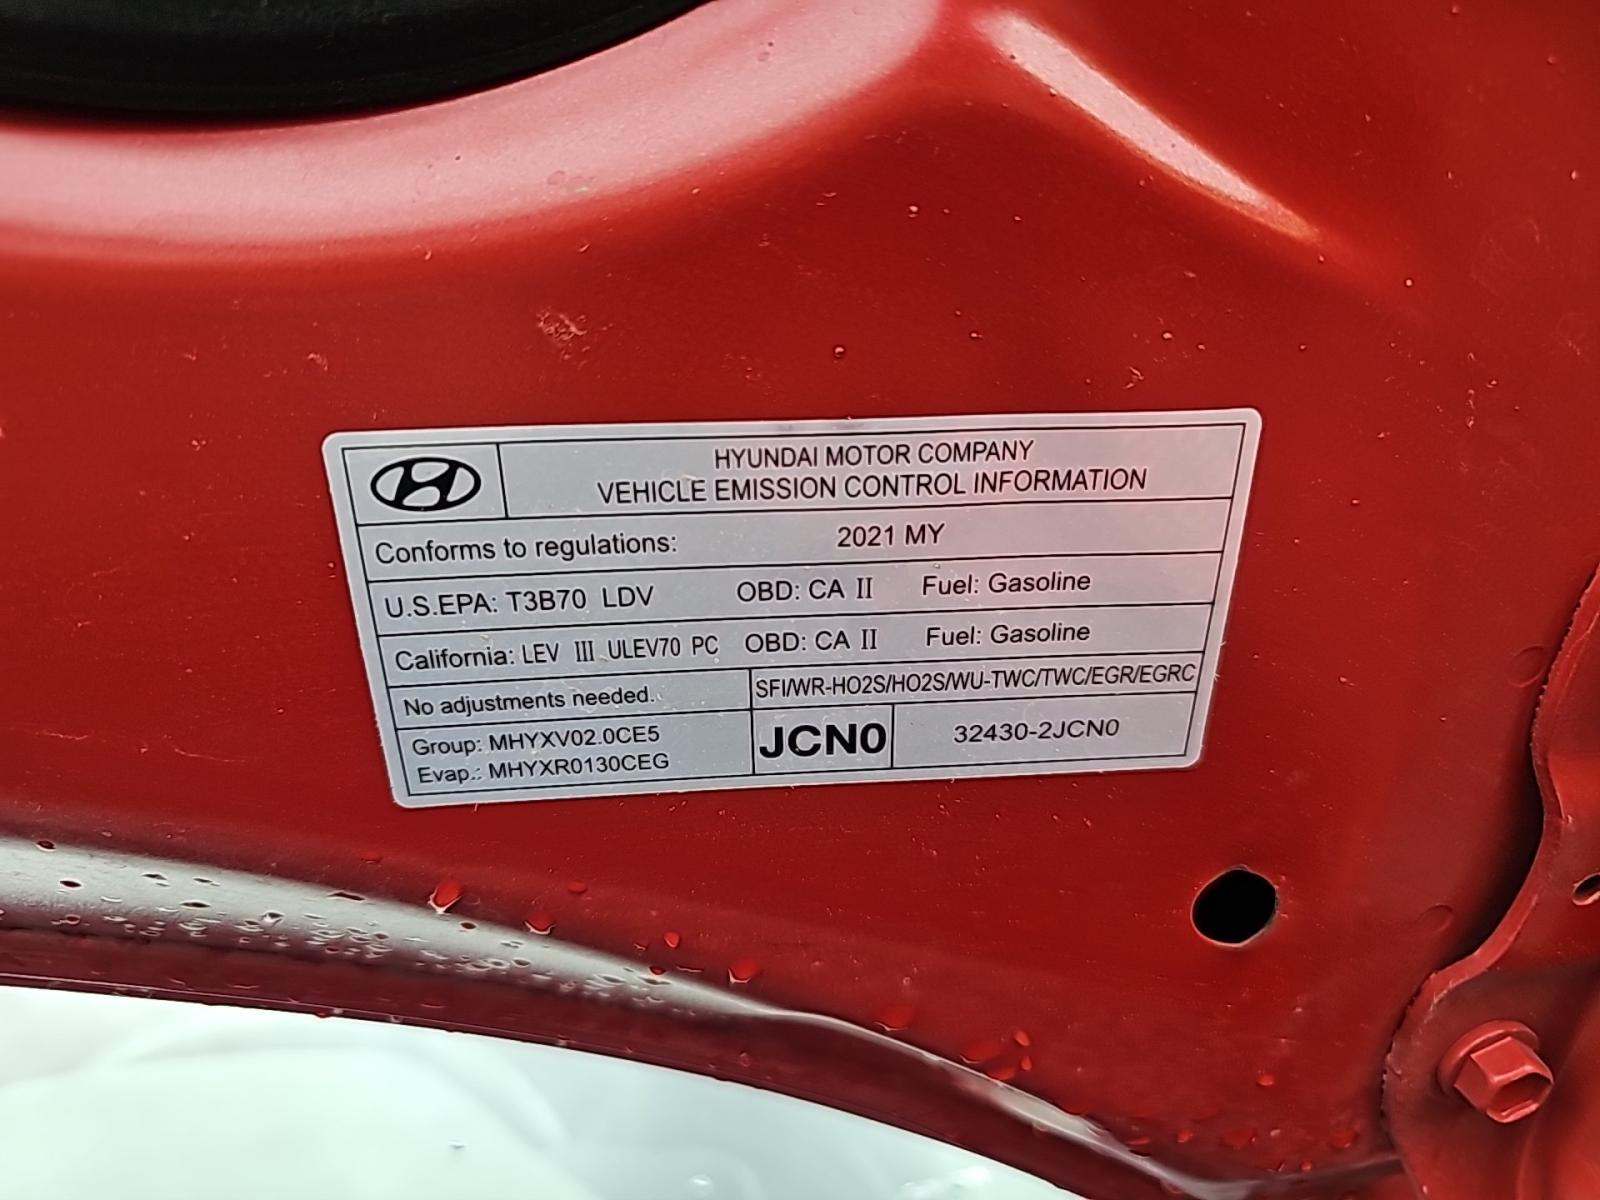 HYUNDAI MOTOR COMPANY
VEHICLE EMISSION CONTROL INFORMATION
Conforms to regulations: 2021 MY
U.S.EPA: T3B70 LDV OBD: CA II Fuel: Gasoline
California: LEV III ULEV70 PC OBD: CA II Fuel: Gasoline
No adjustments needed. SFI/WR-HO2S/HO2S/WU-TWC/TWC/EGR/EGRC
Group: MHYXV02.0CE5
Evap.: MHYXR0130CEG
JCN0 32430-2JCN0